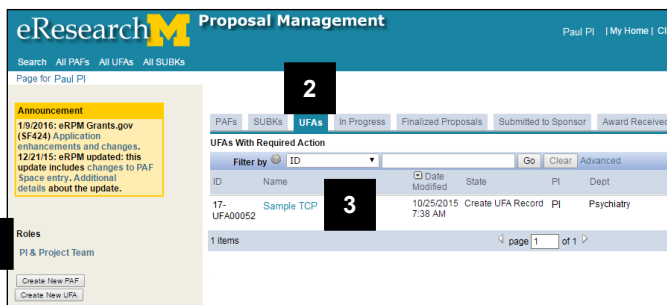 eResearch M Proposal Management
Paul PI | My Home |
Search All PAFs All UFAs All SUBKs
Page for Paul PI
2
Announcement
1/9/2016: eRPM Grants.gov
(SF424) Application
enhancements and changes.
12/21/15: eRPM updated: this
update includes changes to PAF
Space entry. Additional
details about the update.
Roles
PI & Project Team
Create New PAF
Create New UFA
PAFs SUBKs UFAs In Progress Finalized Proposals Submitted to Sponsor Award Received
UFAs With Required Action
Filter by ID Go Clear Advanced
ID Name Date Modified State PI Dept
17-UFA00052 Sample TCP 3 10/25/2015 7:38 AM Create UFA Record PI Psychiatry
1 items page 1 of 1